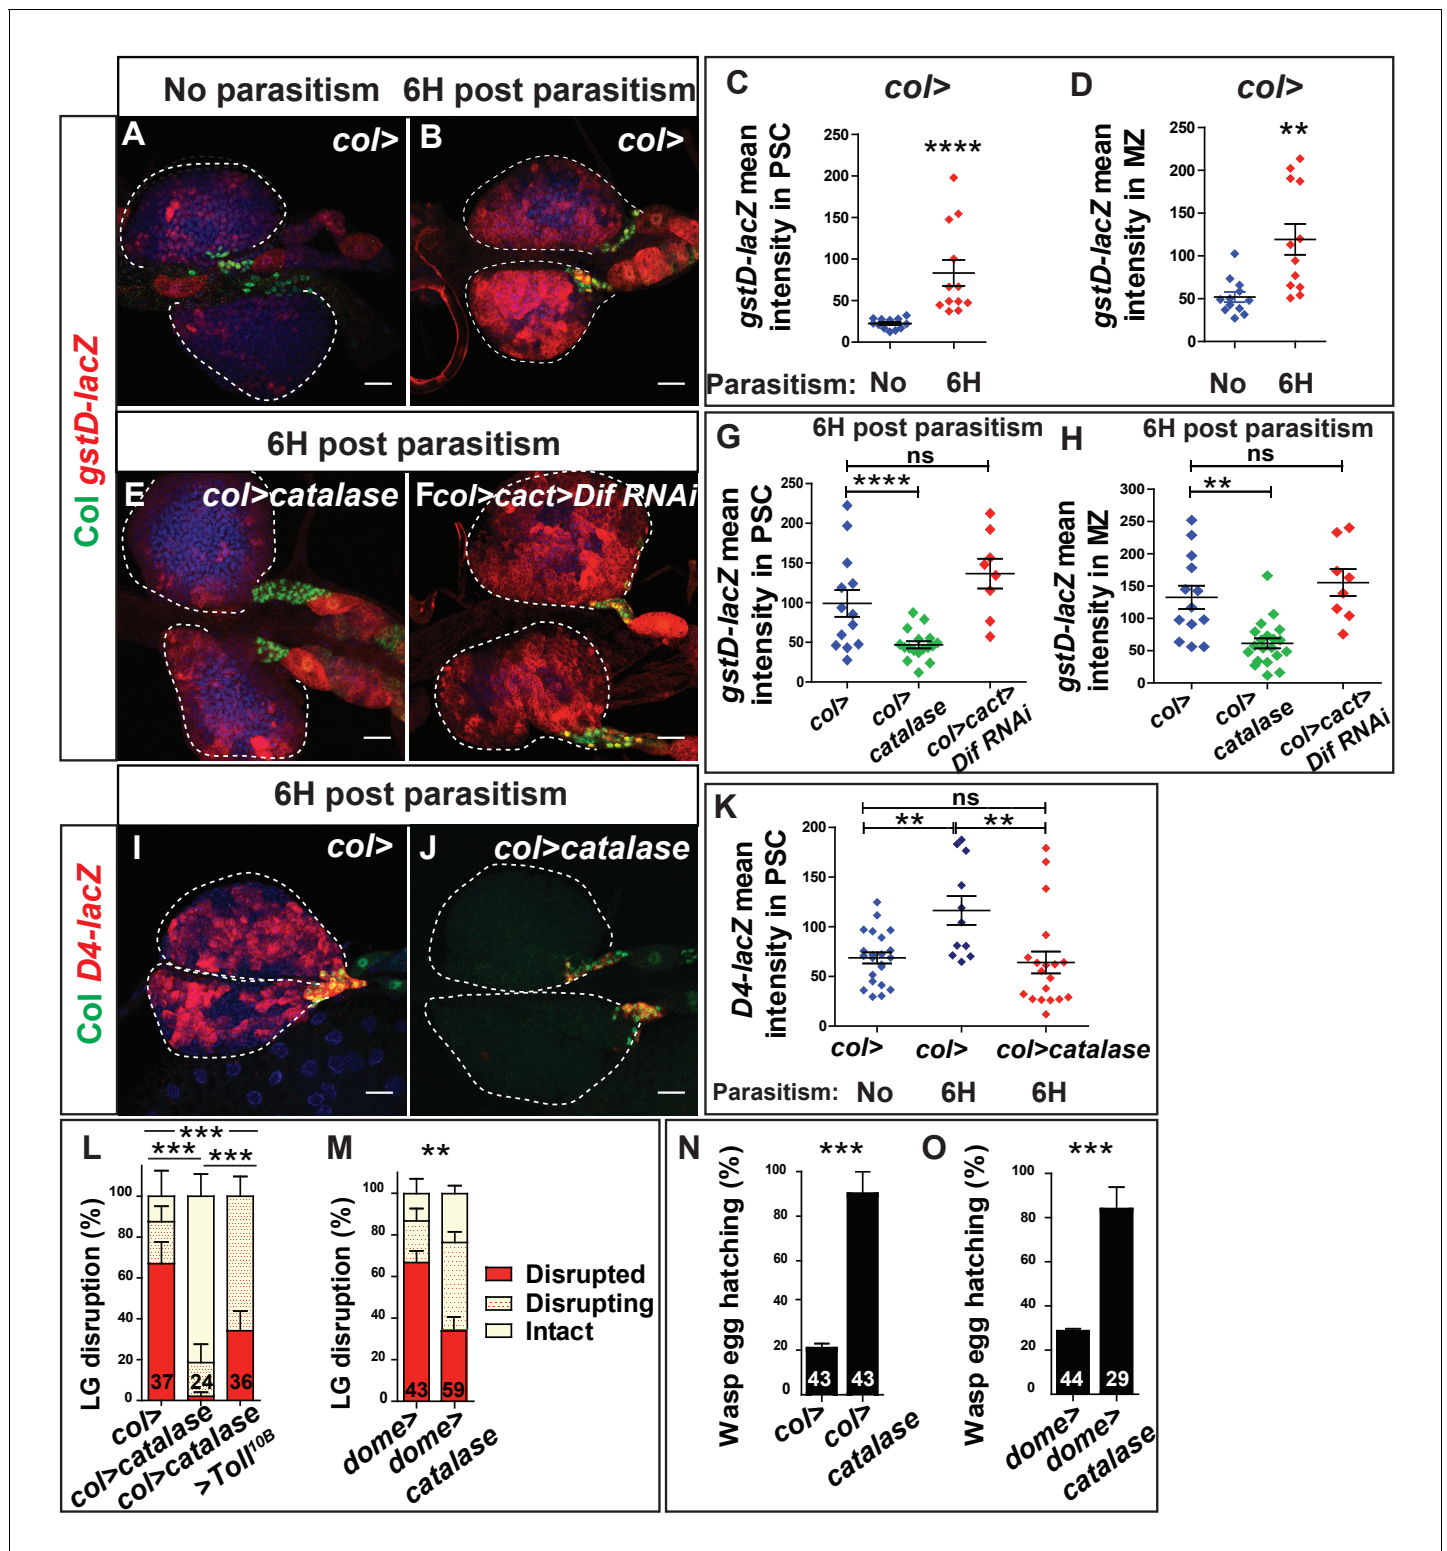 No parasitism 6H post parasitism
Col gstD-lacZ
A col>
B col>
C col>
gstD-lacZ mean
intensity in PSC
250
200
150
100
50
0
****
D col>
gstD-lacZ mean
intensity in MZ
250
200
150
100
50
0
**
Parasitism: No 6H
No 6H
6H post parasitism
E col>catalase
F col>cact>Dif RNAi
G 6H post parasitism
ns
****
gstD-lacZ mean
intensity in PSC
250
200
150
100
50
0
col>
col>
catalase
col>cact>
Dif RNAi
H 6H post parasitism
ns
**
gstD-lacZ mean
intensity in MZ
300
250
200
150
100
50
0
col>
col>
catalase
col>cact>
Dif RNAi
6H post parasitism
Col D4-lacZ
I col>
J col>catalase
K
ns
** **
D4-lacZ mean
intensity in PSC
200
150
100
50
0
col> col> col>catalase
Parasitism: No 6H 6H
L
***
*** ***
LG disruption (%)
100
80
60
40
20
0
37 24 36
col>
col>catalase
col>catalase
>Toll10B
M
**
LG disruption (%)
100
80
60
40
20
0
43 59
dome>
dome>
catalase
Disrupted
Disrupting
Intact
N
***
Wasp egg hatching (%)
100
80
60
40
20
0
43 43
col>
col>
catalase
O
***
Wasp egg hatching (%)
100
80
60
40
20
0
44 29
dome>
dome>
catalase